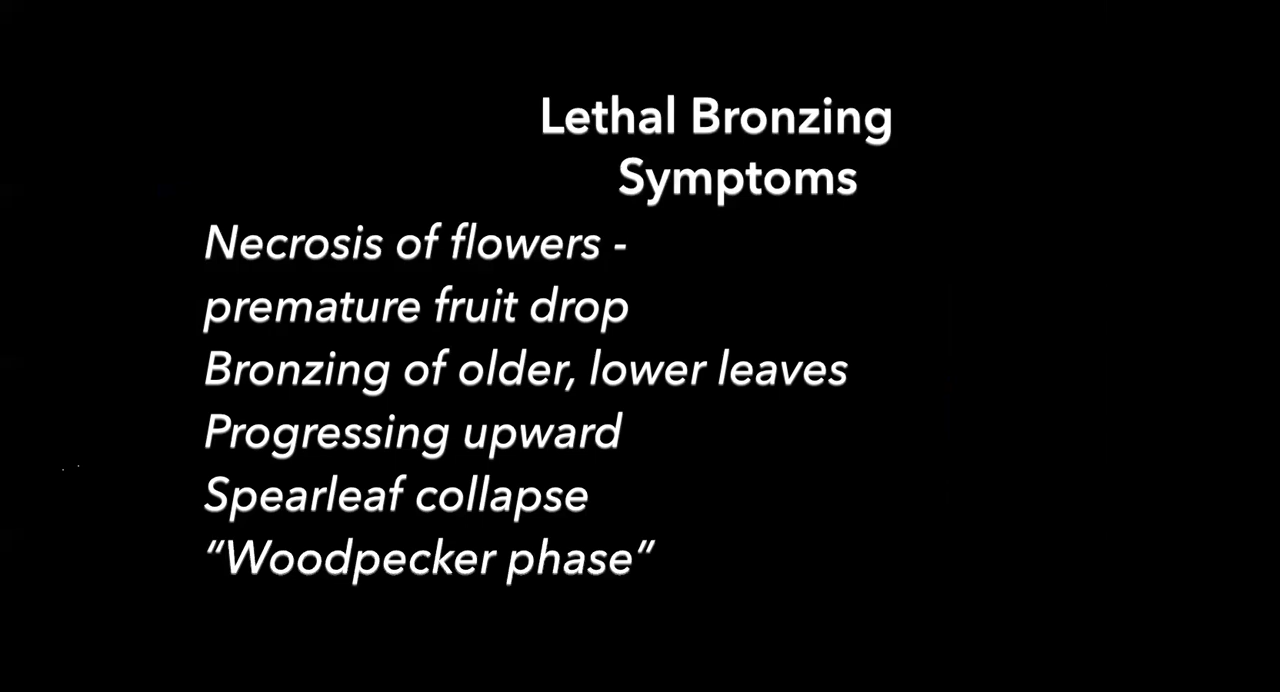 Lethal Bronzing
Symptoms
Necrosis of flowers -
premature fruit drop
Bronzing of older, lower leaves
Progressing upward
Spearleaf collapse
“Woodpecker phase”